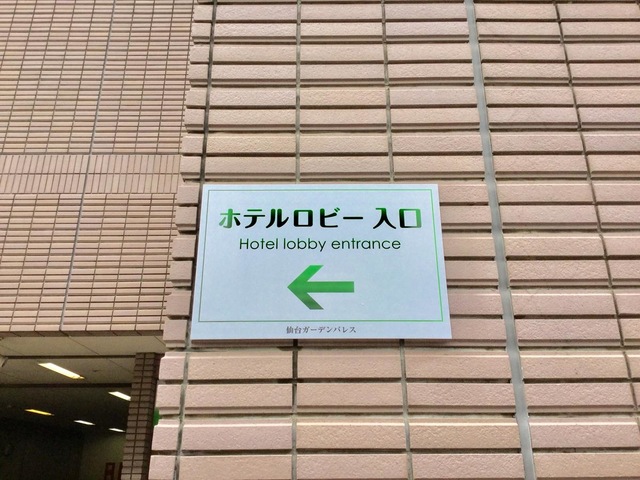 ホテルロビー 入口
Hotel lobby entrance
仙台ガーデンパレス